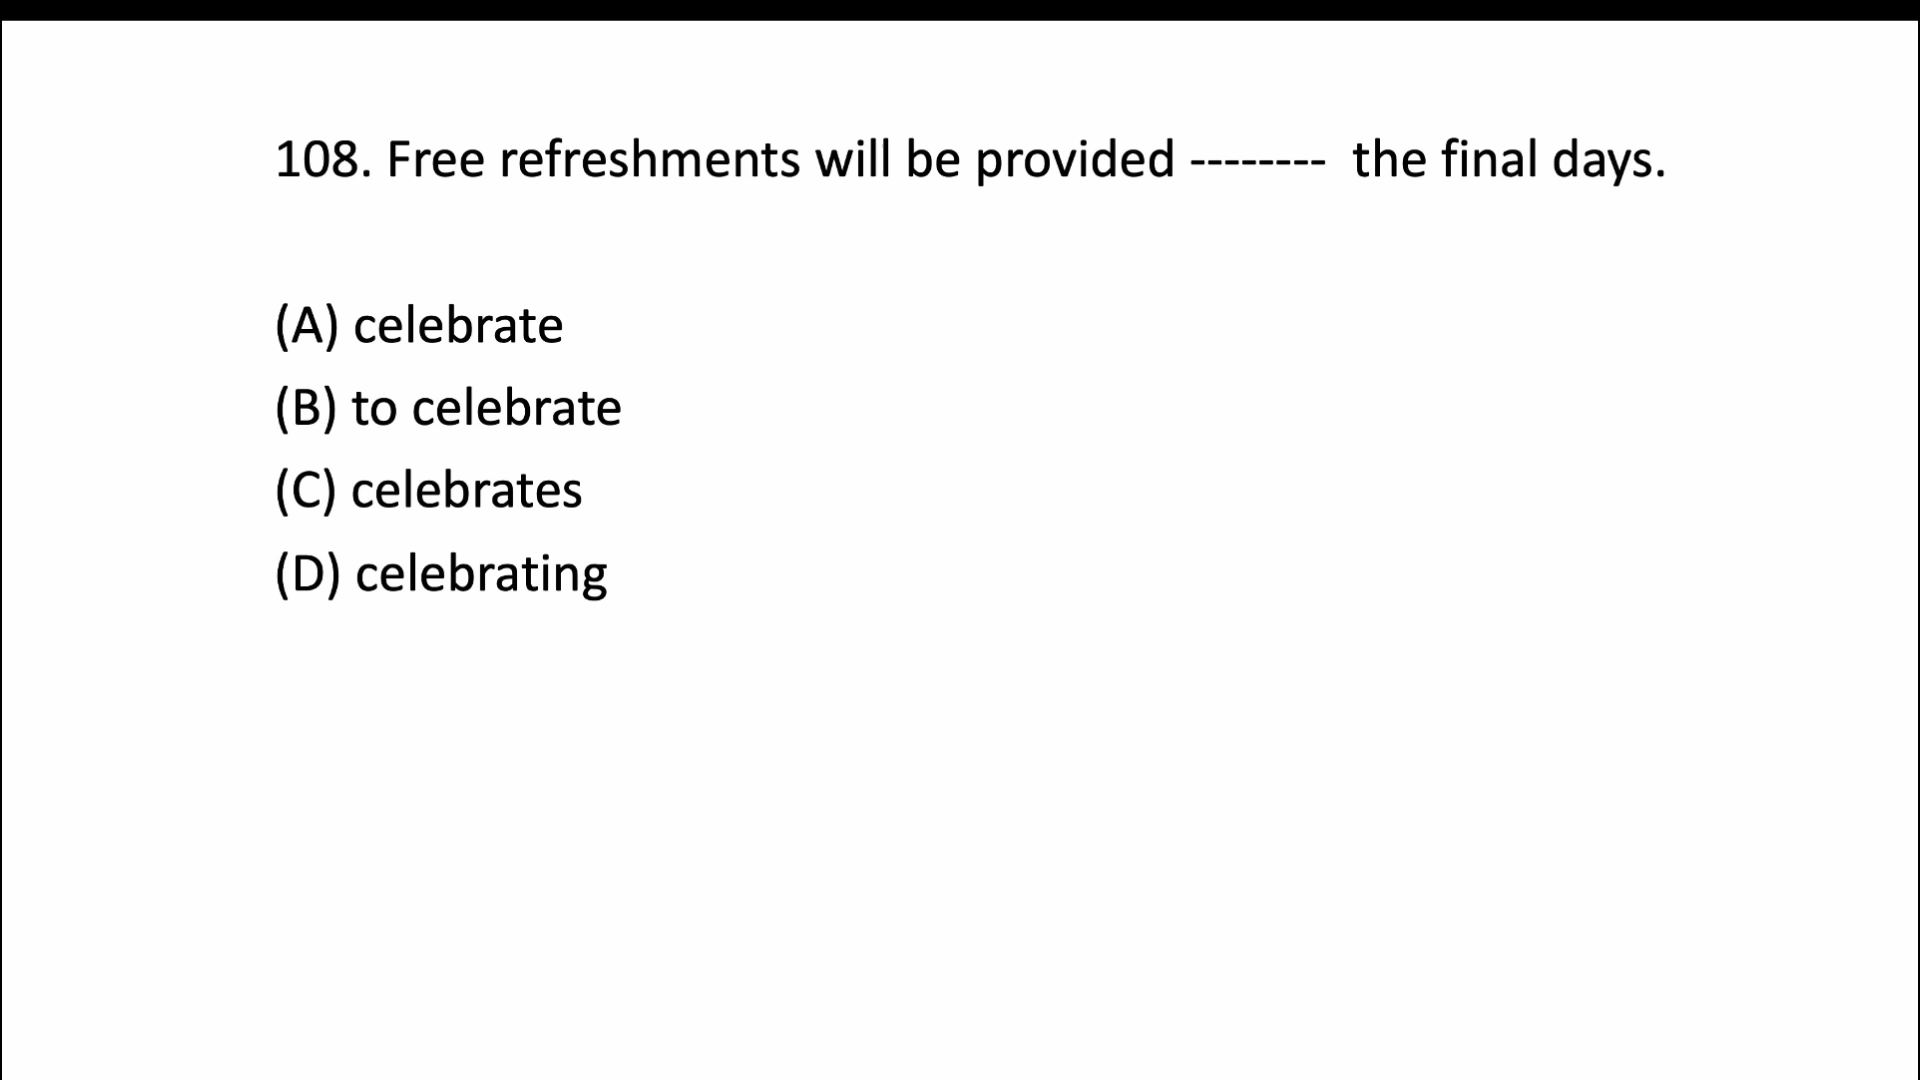 108. Free refreshments will be provided -------- the final days.
(A) celebrate
(B) to celebrate
(C) celebrates
(D) celebrating